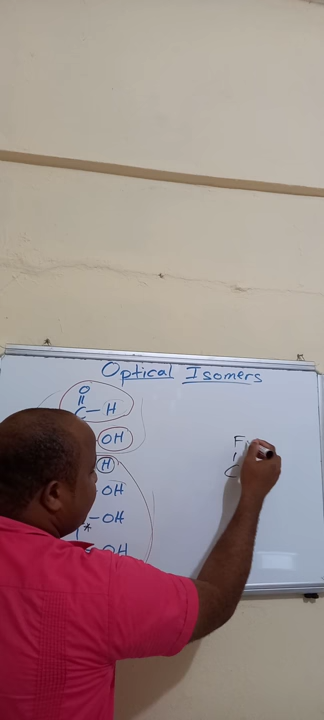 Optical Isomers
O
||
C — H
OH
H
OH
— OH
*
OH
F
|
C